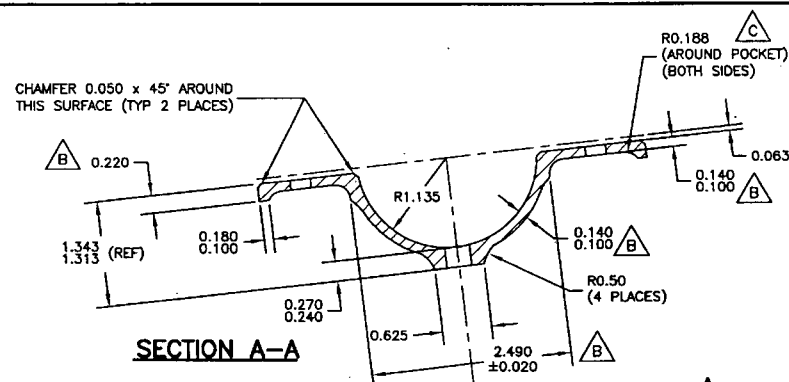 R0.188
(AROUND POCKET)
(BOTH SIDES)
C
CHAMFER 0.050 x 45° AROUND
THIS SURFACE (TYP 2 PLACES)
B 0.220
0.063
R1.135
0.140
0.100
B
1.343
1.313 (REF)
0.180
0.100
0.140
0.100
B
0.270
0.240
R0.50
(4 PLACES)
0.625
2.490
±0.020
B
SECTION A-A